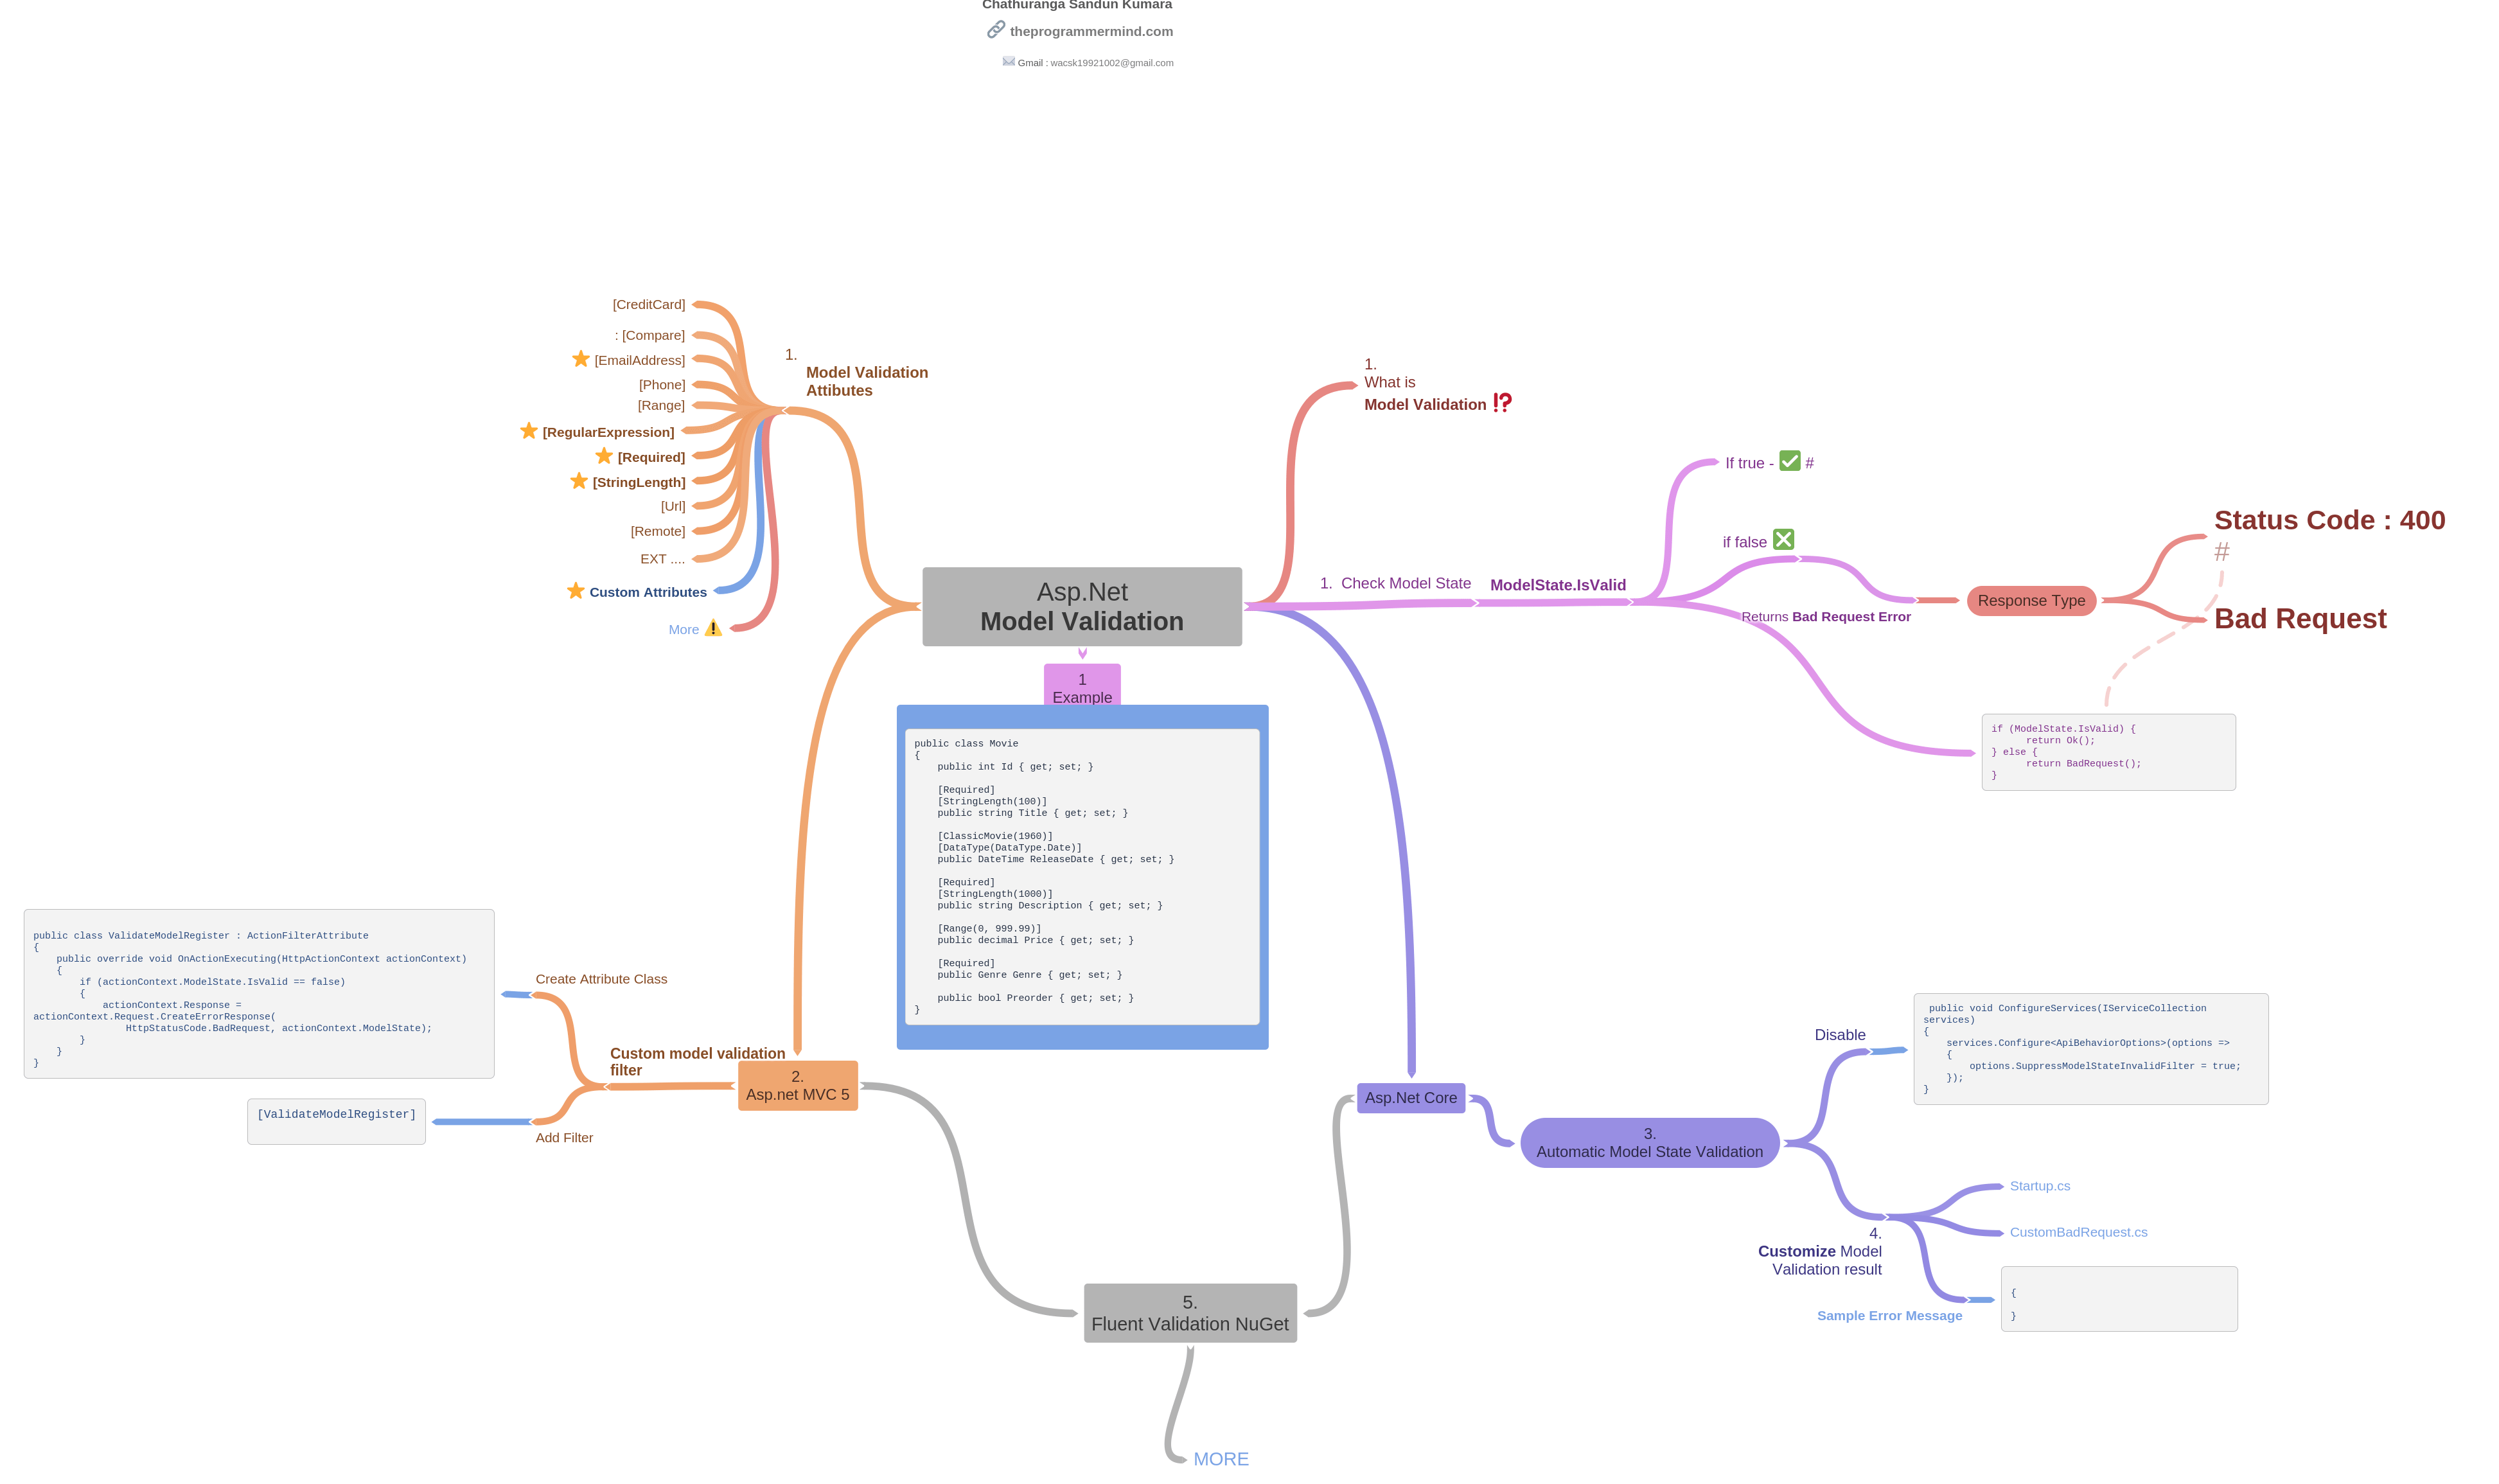 Chathuranga Sandun Kumara
theprogrammermind.com
Gmail : wacsk19921002@gmail.com
[CreditCard]
: [Compare]
[EmailAddress]
[Phone]
[Range]
[RegularExpression]
[Required]
[StringLength]
[Url]
[Remote]
EXT ....
Custom Attributes
More
1.
Model Validation
Attibutes
1.
What is
Model Validation
Asp.Net
Model Validation
1. Check Model State
ModelState.IsValid
If true - #
if false
Returns Bad Request Error
Response Type
Status Code : 400
#
Bad Request
if (ModelState.IsValid) {
return Ok();
} else {
return BadRequest();
}
1
Example
public class Movie
{
public int Id { get; set; }
[Required]
[StringLength(100)]
public string Title { get; set; }
[ClassicMovie(1960)]
[DataType(DataType.Date)]
public DateTime ReleaseDate { get; set; }
[Required]
[StringLength(1000)]
public string Description { get; set; }
[Range(0, 999.99)]
public decimal Price { get; set; }
[Required]
public Genre Genre { get; set; }
public bool Preorder { get; set; }
}
public class ValidateModelRegister : ActionFilterAttribute
{
public override void OnActionExecuting(HttpActionContext actionContext)
{
if (actionContext.ModelState.IsValid == false)
{
actionContext.Response =
actionContext.Request.CreateErrorResponse(
HttpStatusCode.BadRequest, actionContext.ModelState);
}
}
}
Create Attribute Class
[ValidateModelRegister]
Add Filter
Custom model validation
filter
2.
Asp.net MVC 5
Asp.Net Core
3.
Automatic Model State Validation
Disable
public void ConfigureServices(IServiceCollection
services)
{
services.Configure<ApiBehaviorOptions>(options =>
{
options.SuppressModelStateInvalidFilter = true;
});
}
4.
Customize Model
Validation result
Startup.cs
CustomBadRequest.cs
Sample Error Message
{
}
5.
Fluent Validation NuGet
MORE